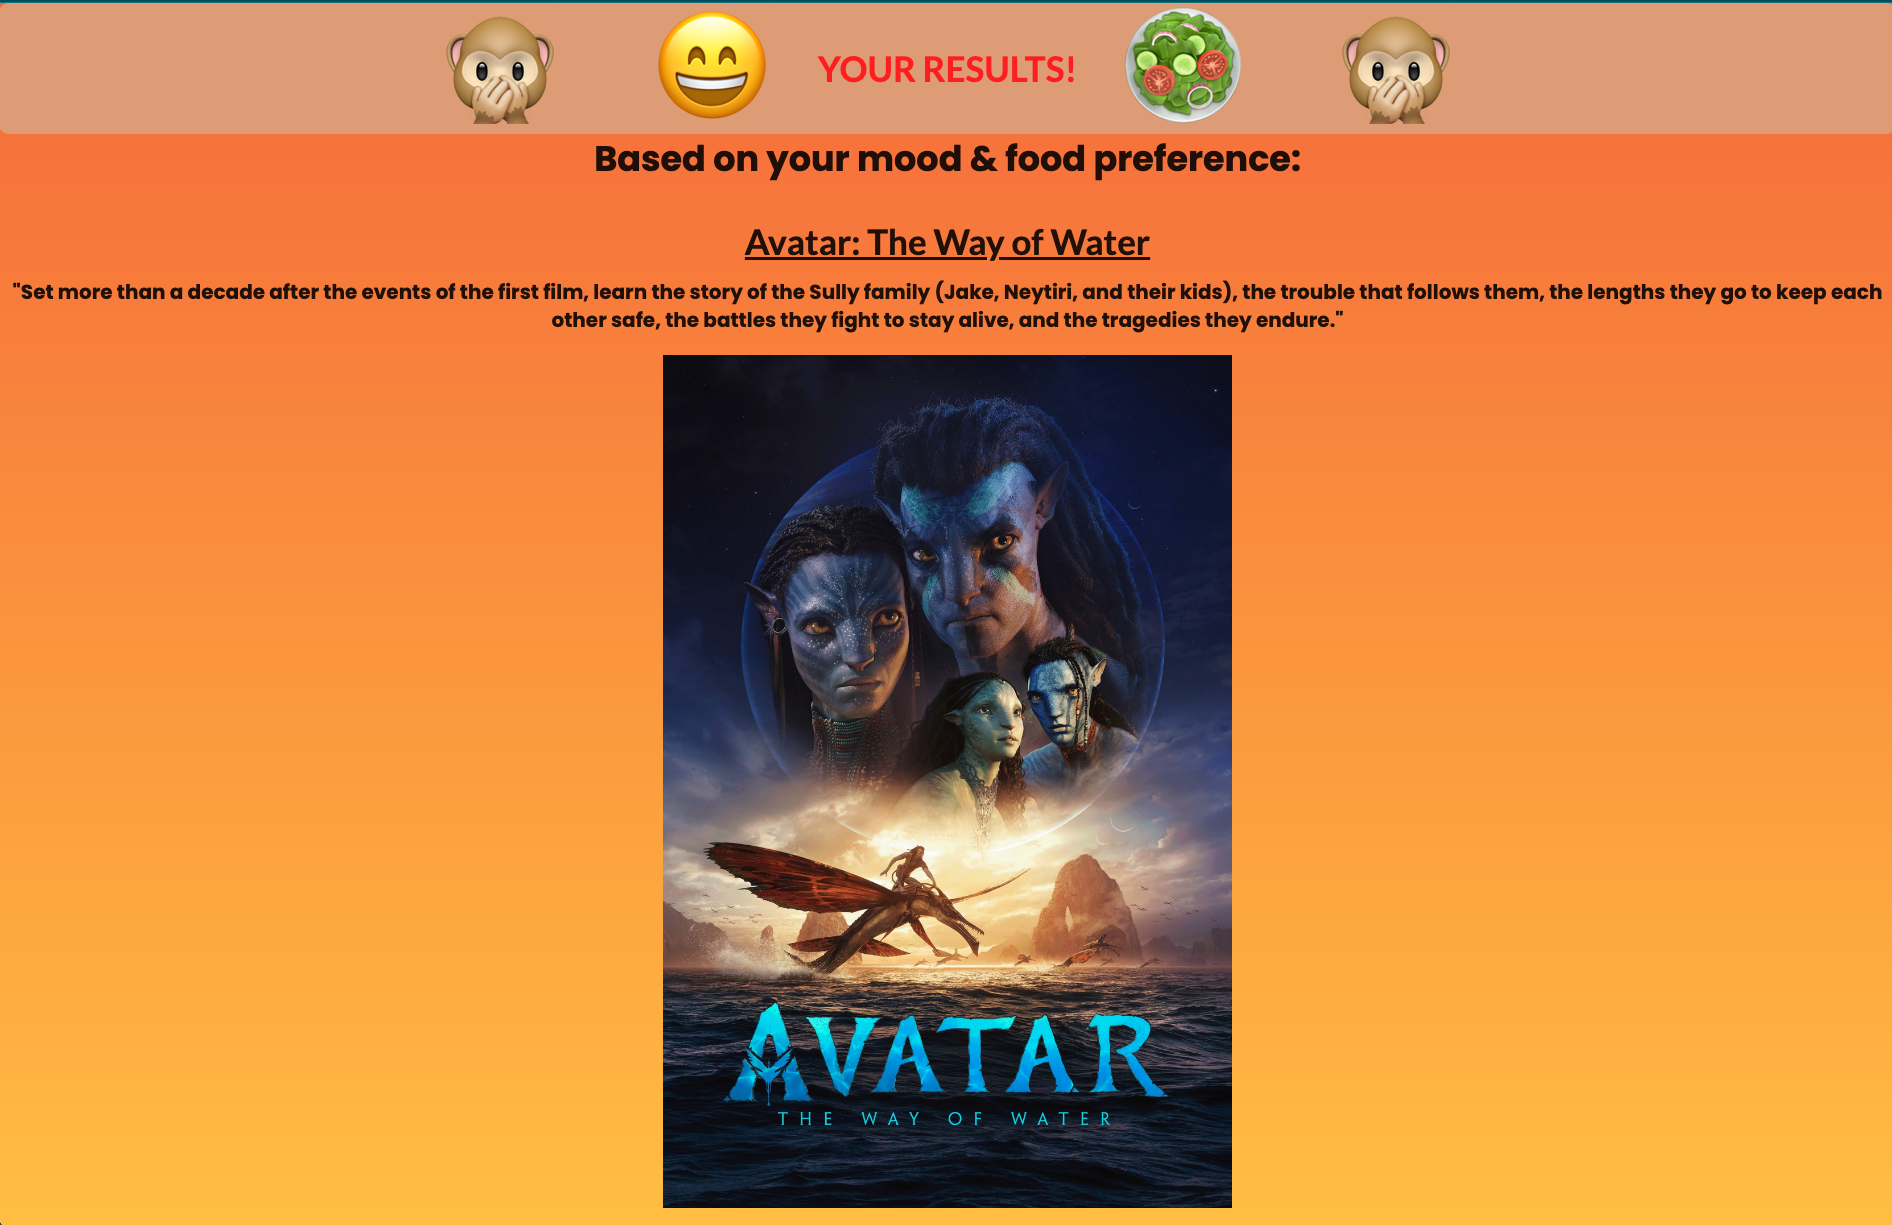 YOUR RESULTS!
Based on your mood & food preference:
Avatar: The Way of Water
"Set more than a decade after the events of the first film, learn the story of the Sully family (Jake, Neytiri, and their kids), the trouble that follows them, the lengths they go to keep each
other safe, the battles they fight to stay alive, and the tragedies they endure."
AVATAR
THE WAY OF WATER